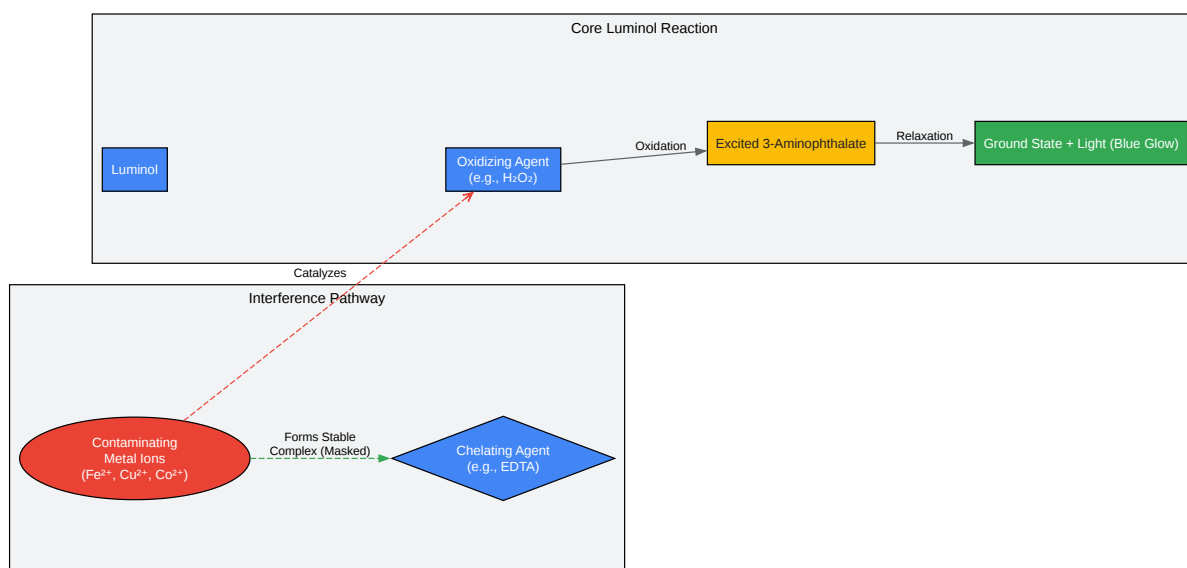 Core Luminol Reaction
Luminol
Oxidizing Agent
(e.g., H₂O₂)
Oxidation
Excited 3-Aminophthalate
Relaxation
Ground State + Light (Blue Glow)
Catalyzes
Interference Pathway
Contaminating
Metal Ions
(Fe²⁺, Cu²⁺, Co²⁺)
Forms Stable
Complex (Masked)
Chelating Agent
(e.g., EDTA)